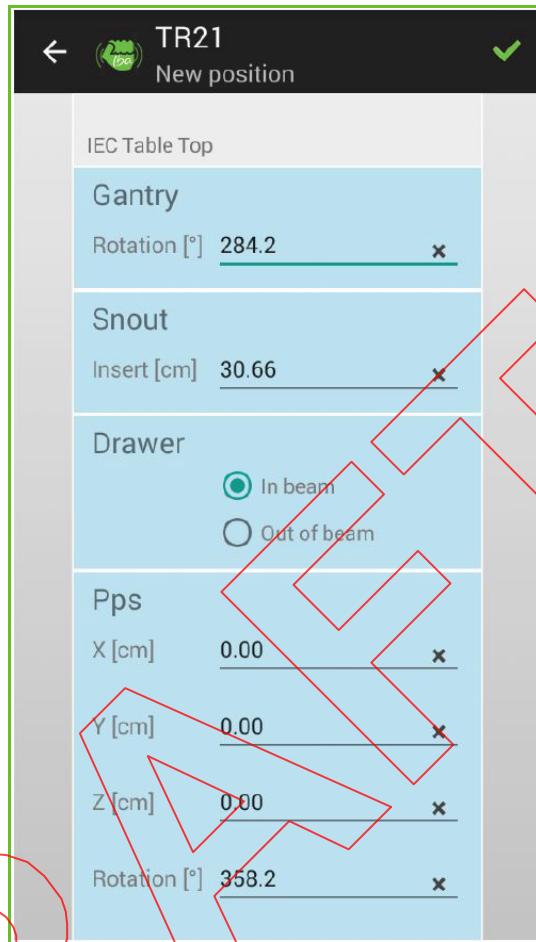 TR21
New position
IEC Table Top
Gantry
Rotation [°] 284.2
Snout
Insert [cm] 30.66
Drawer
In beam
Out of beam
Pps
X [cm] 0.00
Y [cm] 0.00
Z [cm] 0.00
Rotation [°] 358.2